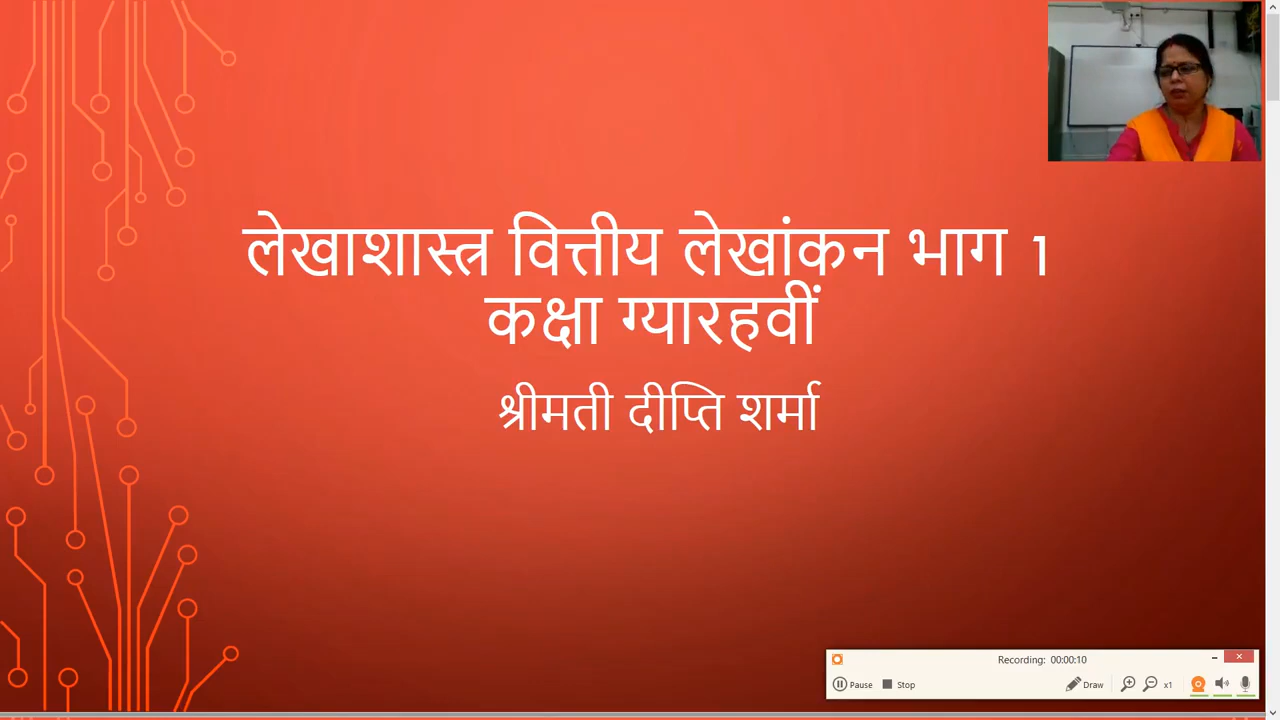 लेखाशास्त्र वित्तीय लेखांकन भाग 1
कक्षा ग्यारहवीं
श्रीमती दीप्ति शर्मा
Recording: 00:00:10
Pause Stop Draw x1